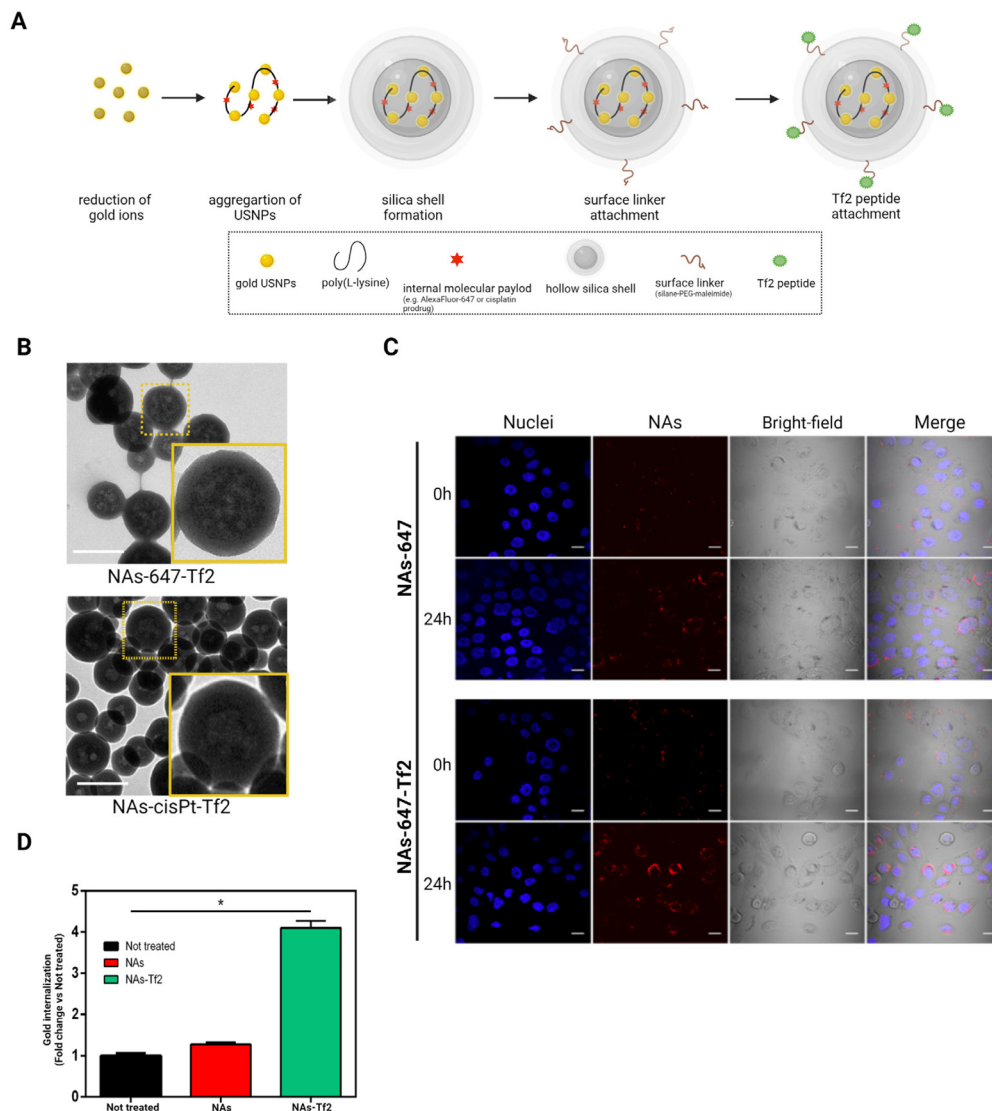 A
reduction of
gold ions
aggregartion of
USNPs
silica shell
formation
surface linker
attachment
Tf2 peptide
attachment
gold USNPs
poly(L-lysine)
internal molecular paylod
(e.g. AlexaFluor-647 or cisplatin
prodrug)
hollow silica shell
surface linker
(silane-PEG-maleimide)
Tf2 peptide
B
NAs-647-Tf2
NAs-cisPt-Tf2
C
Nuclei
NAs
Bright-field
Merge
NAs-647
0h
24h
NAs-647-Tf2
0h
24h
D
Gold internalization
(Fold change vs Not treated)
5
4
3
2
1
0
*
Not treated
NAs
NAs-Tf2
Not treated
NAs
NAs-Tf2